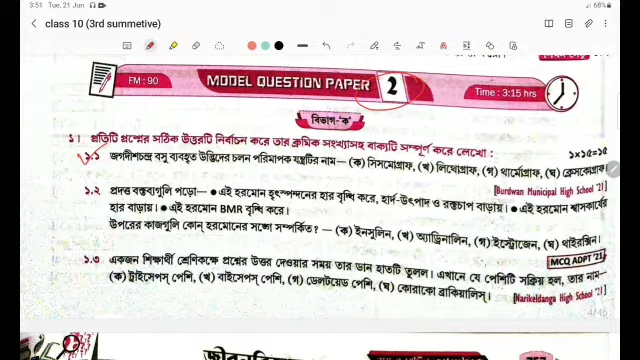 3:51 Tue, 21 Jun
68%
class 10 (3rd summetive)
FM : 90
MODEL QUESTION PAPER 2
Time : 3:15 hrs
বিভাগ-'ক'
১। প্রতিটি প্রশ্নের সঠিক উত্তরটি নির্বাচন করে তার ক্রমিক সংখ্যাসহ বাক্যটি সম্পূর্ণ করে লেখো : ১×১৫=১৫
১.১ জগদীশচন্দ্র বসু ব্যবহৃত উদ্ভিদের চলন পরিমাপক যন্ত্রটির নাম— (ক) সিসমোগ্রাফ, (খ) লিথোগ্রাফ, (গ) থার্মোগ্রাফ, (ঘ) ক্রেসকোগ্রাফ
[Burdwan Municipal High School '21]
১.২ প্রদত্ত বক্তব্যগুলি পড়ো— ● এই হরমোন হৃৎস্পন্দনের হার বৃদ্ধি করে, হার্দ-উৎপাদ ও রক্তচাপ বাড়ায়। ● এই হরমোন শ্বাসকার্যের
হার বাড়ায়। ● এই হরমোন BMR বৃদ্ধি করে।
উপরের কাজগুলি কোন্ হরমোনের সঙ্গে সম্পর্কিত? — (ক) ইনসুলিন, (খ) অ্যাড্রিনালিন, (গ) ইস্ট্রোজেন, (ঘ) থাইরক্সিন।
[MCQ ADPT '21]
১.৩ একজন শিক্ষার্থী শ্রেণিকক্ষে প্রশ্নের উত্তর দেওয়ার সময় তার ডান হাতটি তুলল। এখানে যে পেশিটি সক্রিয় হল, তার নাম—
(ক) ট্রাইসেপস্ পেশি, (খ) বাইসেপস্ পেশি, (গ) ডেলটয়েড পেশি, (ঘ) কোরাকো ব্রাকিয়ালিস্।
[Narikeldanga High School '21]
4/46